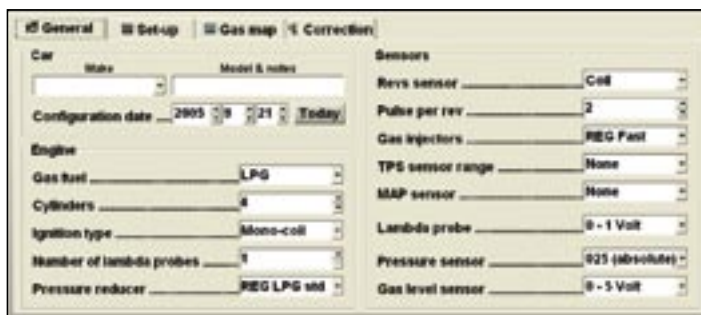 General Set-up Gas map Correction
Car
Make Model & notes
Configuration date 2005 9 21 Today
Engine
Gas fuel LPG
Cylinders 4
Ignition type Mono-coil
Number of lambda probes 1
Pressure reducer REG LPG std
Sensors
Revs sensor Coil
Pulse per rev 2
Gas injectors REG Fast
TPS sensor range None
MAP sensor None
Lambda probe 0 - 1 Volt
Pressure sensor 025 (absolute)
Gas level sensor 0 - 5 Volt